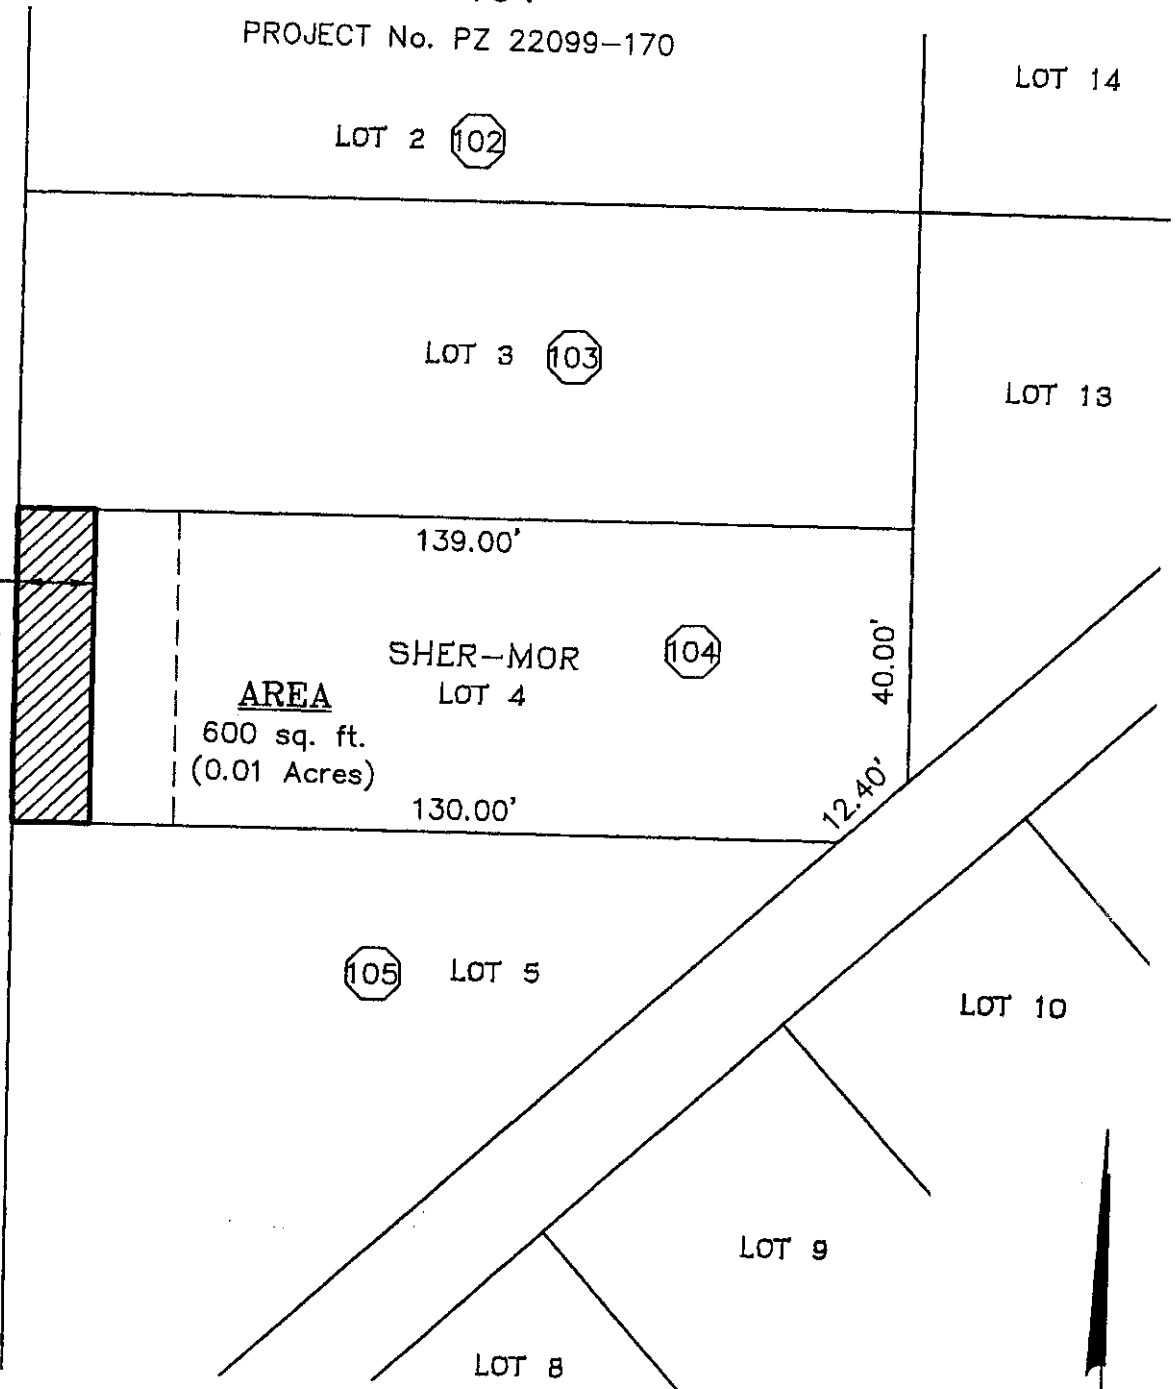 PROJECT No. PZ 22099-170
LOT 14
LOT 2 102
LOT 3 103
LOT 13
139.00'
SHER-MOR 104
LOT 4
40.00'
AREA
600 sq. ft.
(0.01 Acres)
130.00'
12.40'
105 LOT 5
LOT 10
LOT 9
LOT 8